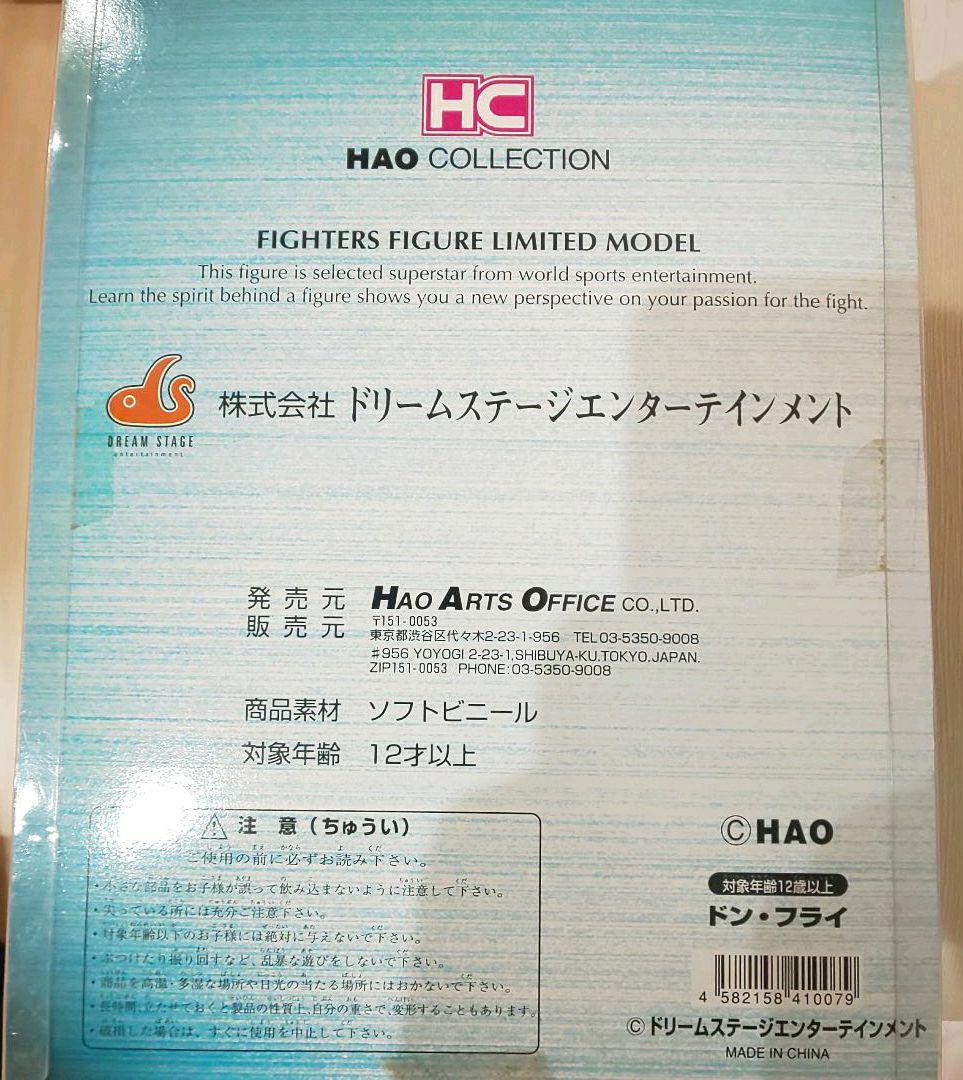 HC
HAO COLLECTION
FIGHTERS FIGURE LIMITED MODEL
This figure is selected superstar from world sports entertainment.
Learn the spirit behind a figure shows you a new perspective on your passion for the fight.
DREAM STAGE
entertainment
株式会社 ドリームステージエンターテインメント
発売元
販売元
HAO ARTS OFFICE CO.,LTD.
〒151-0053
東京都渋谷区代々木2-23-1-956 TEL 03-5350-9008
#956 YOYOGI 2-23-1,SHIBUYA-KU.TOKYO.JAPAN.
ZIP151-0053 PHONE:03-5350-9008
商品素材 ソフトビニール
対象年齢 12才以上
注 意(ちゅうい)
ご使用の前に必ずお読み下さい。
・小さな部品をお子様が誤って飲み込まないように注意して下さい。
・尖っている所には充分ご注意下さい。
・対象年齢以下のお子様には絶対に与えないで下さい。
・ぶつけたり振り回すなど、乱暴な遊びをしないで下さい。
・商品を高温・多湿な場所や日光の当たる場所にはおかないで下さい。
・長時間、立たせておくと製品の性質上、自分の重さで、変形することもあります。
・破損した場合は、すぐに使用を中止して下さい。
©HAO
対象年齢12歳以上
ドン・フライ
4 582158 410079
©ドリームステージエンターテインメント
MADE IN CHINA